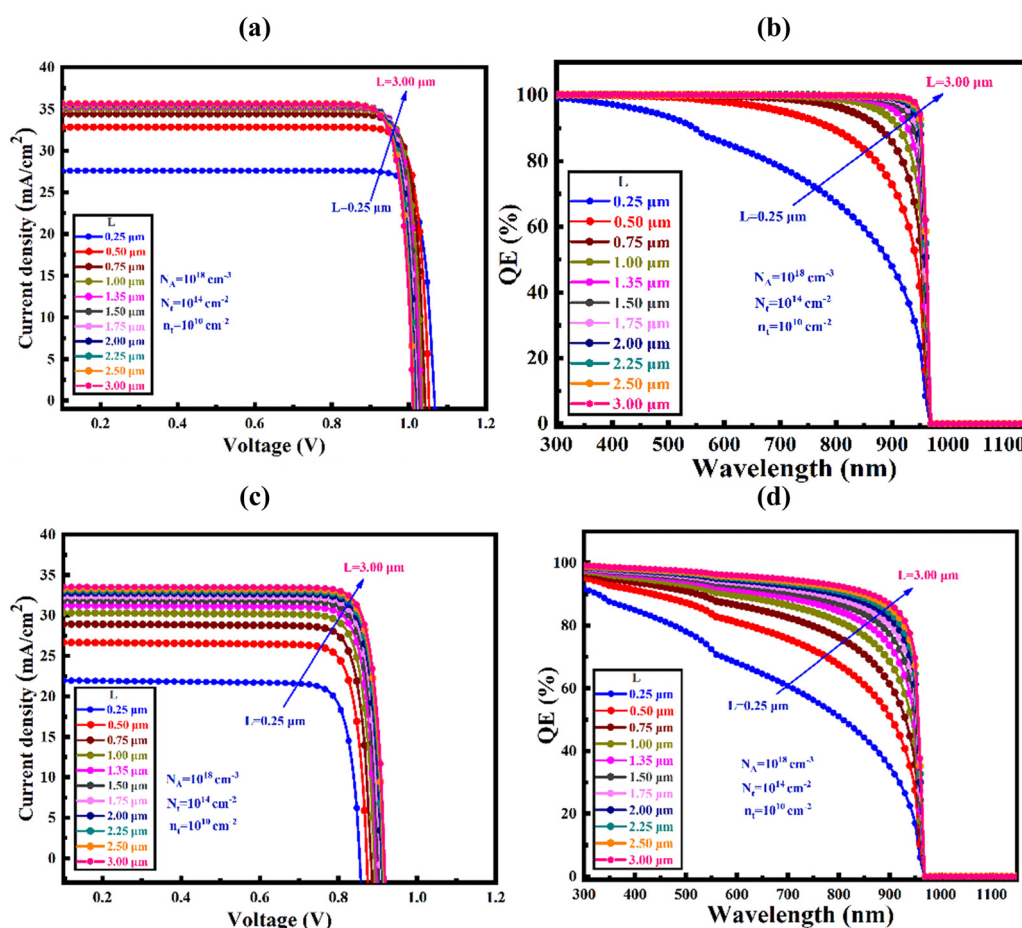 (a)
40
35
30
25
20
15
10
5
0
Current density (mA/cm²)
L=3.00 μm
L=0.25 μm
L
0.25 μm
0.50 μm
0.75 μm
1.00 μm
1.35 μm
1.50 μm
1.75 μm
2.00 μm
2.25 μm
2.50 μm
3.00 μm
N_A=10¹⁸ cm⁻³
N_t=10¹⁴ cm⁻²
n_t=10¹⁰ cm⁻²
0.2 0.4 0.6 0.8 1.0 1.2
Voltage (V)
(b)
100
80
60
40
20
0
QE (%)
L=3.00 μm
L=0.25 μm
L
0.25 μm
0.50 μm
0.75 μm
1.00 μm
1.35 μm
1.50 μm
1.75 μm
2.00 μm
2.25 μm
2.50 μm
3.00 μm
N_A=10¹⁸ cm⁻³
N_t=10¹⁴ cm⁻²
n_t=10¹⁰ cm⁻²
300 400 500 600 700 800 900 1000 1100
Wavelength (nm)
(c)
40
35
30
25
20
15
10
5
0
Current density (mA/cm²)
L=3.00 μm
L=0.25 μm
L
0.25 μm
0.50 μm
0.75 μm
1.00 μm
1.35 μm
1.50 μm
1.75 μm
2.00 μm
2.25 μm
2.50 μm
3.00 μm
N_A=10¹⁸ cm⁻³
N_t=10¹⁴ cm⁻²
n_t=10¹⁰ cm⁻²
0.2 0.4 0.6 0.8 1.0 1.2
Voltage (V)
(d)
100
80
60
40
20
0
QE (%)
L=3.00 μm
L=0.25 μm
L
0.25 μm
0.50 μm
0.75 μm
1.00 μm
1.35 μm
1.50 μm
1.75 μm
2.00 μm
2.25 μm
2.50 μm
3.00 μm
N_A=10¹⁸ cm⁻³
N_t=10¹⁴ cm⁻²
n_t=10¹⁰ cm⁻²
300 400 500 600 700 800 900 1000 1100
Wavelength (nm)